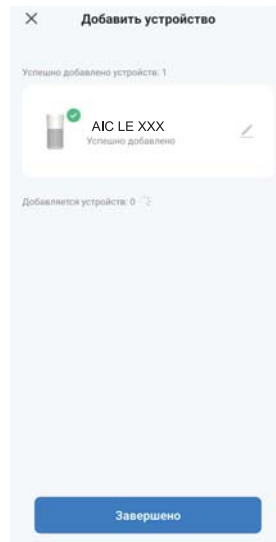 Добавить устройство
Успешно добавлено устройств: 1
AIC LE XXX
Успешно добавлено
Добавляется устройств: 0
Завершено